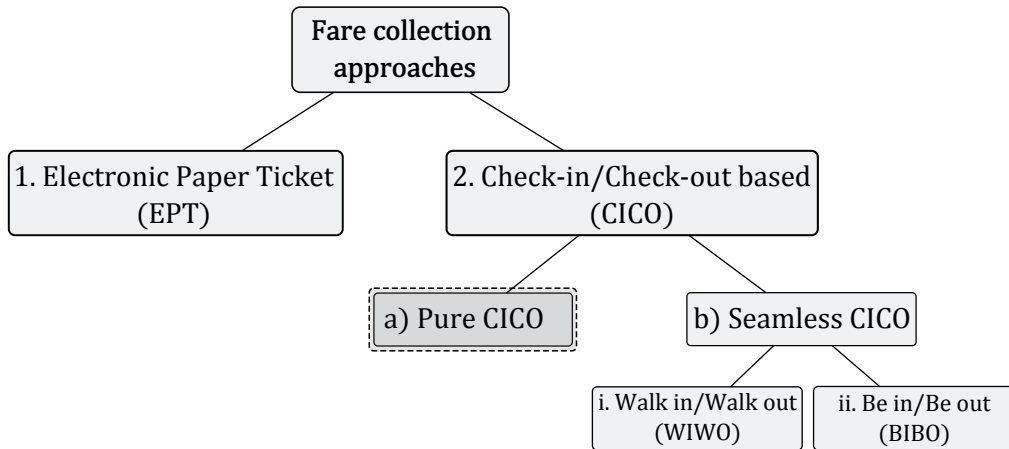 Fare collection
approaches
1. Electronic Paper Ticket
(EPT)
2. Check-in/Check-out based
(CICO)
a) Pure CICO
b) Seamless CICO
i. Walk in/Walk out
(WIWO)
ii. Be in/Be out
(BIBO)